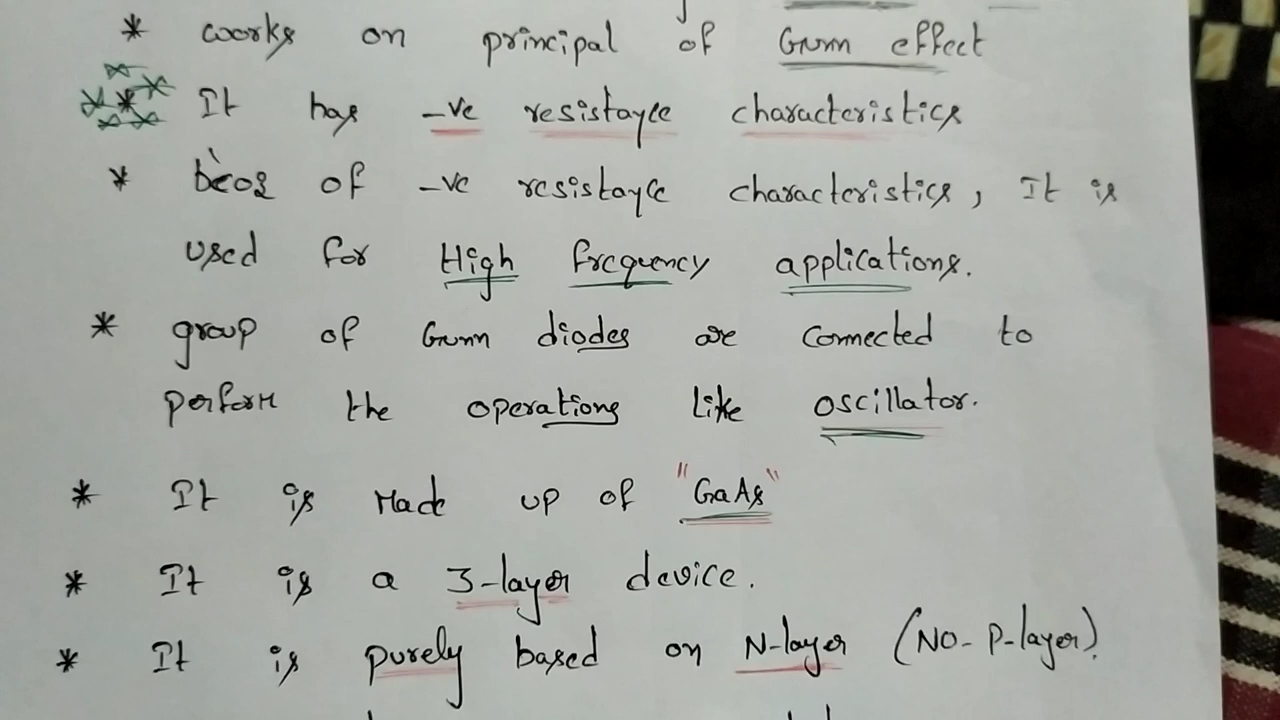 * works on principal of Gunn effect
* It has -ve resistance characteristics
* becoz of -ve resistance characteristics, It is
used for High frequency applications.
* group of Gunn diodes are connected to
perform the operations like oscillator.
* It is Made up of "GaAs"
* It is a 3-layer device.
* It is purely based on N-layer (NO- P-layer).